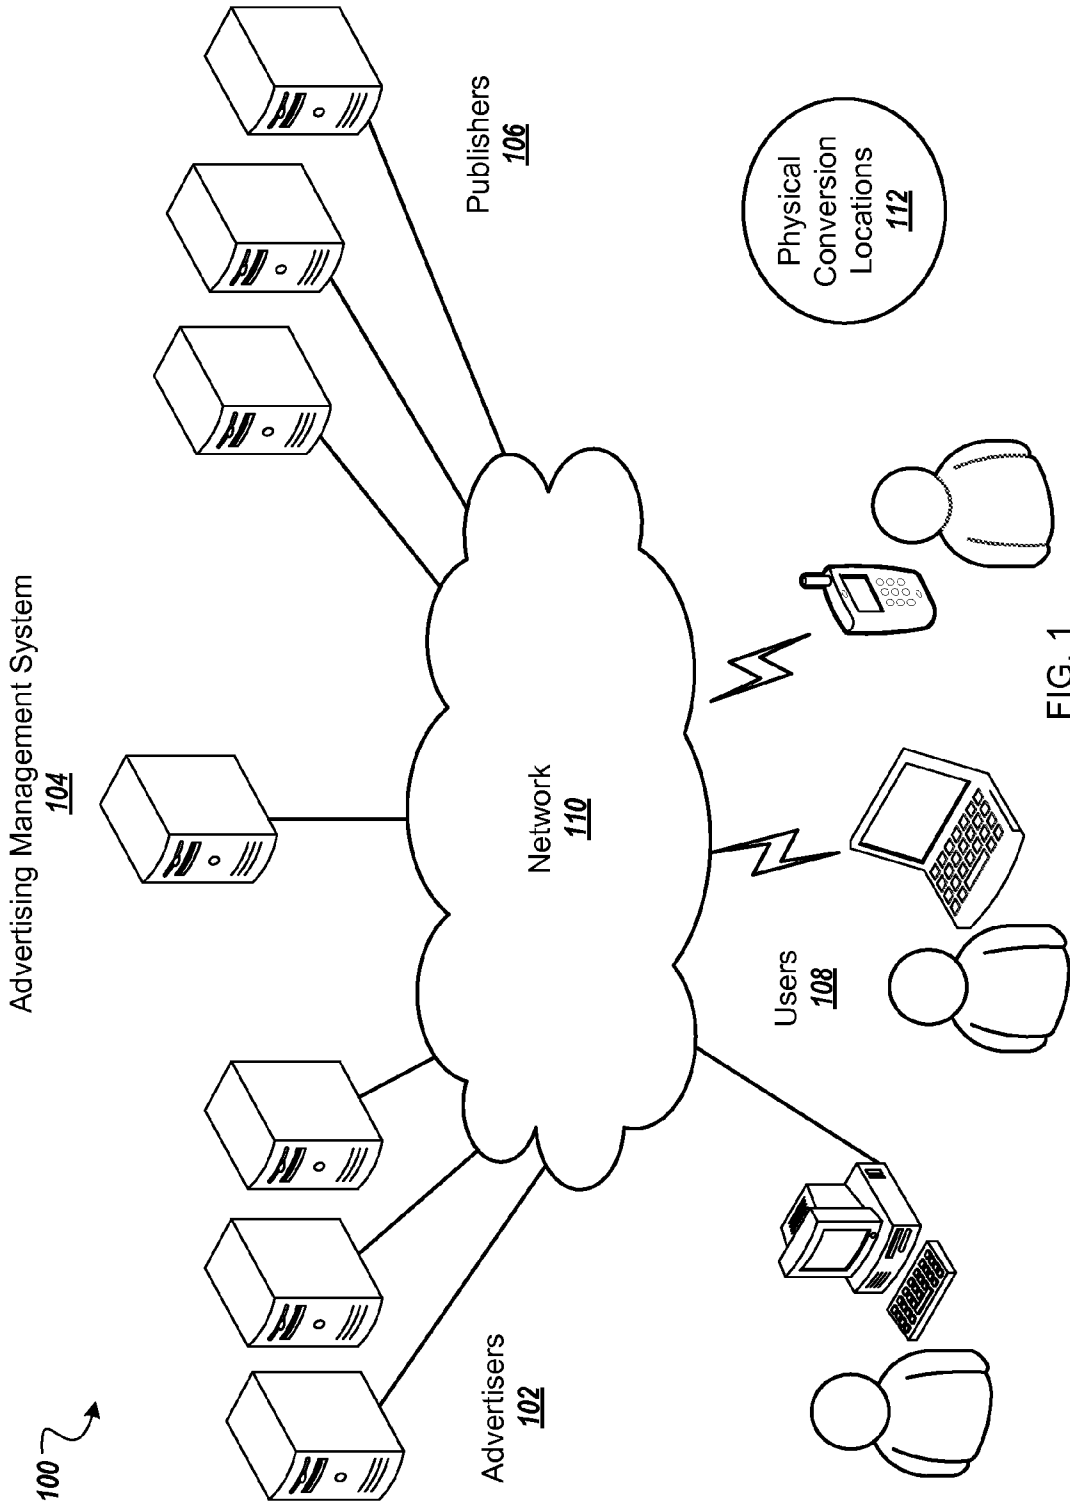 100
Advertising Management System
104
Advertisers
102
Publishers
106
Network
110
Users
108
Physical
Conversion
Locations
112
FIG. 1